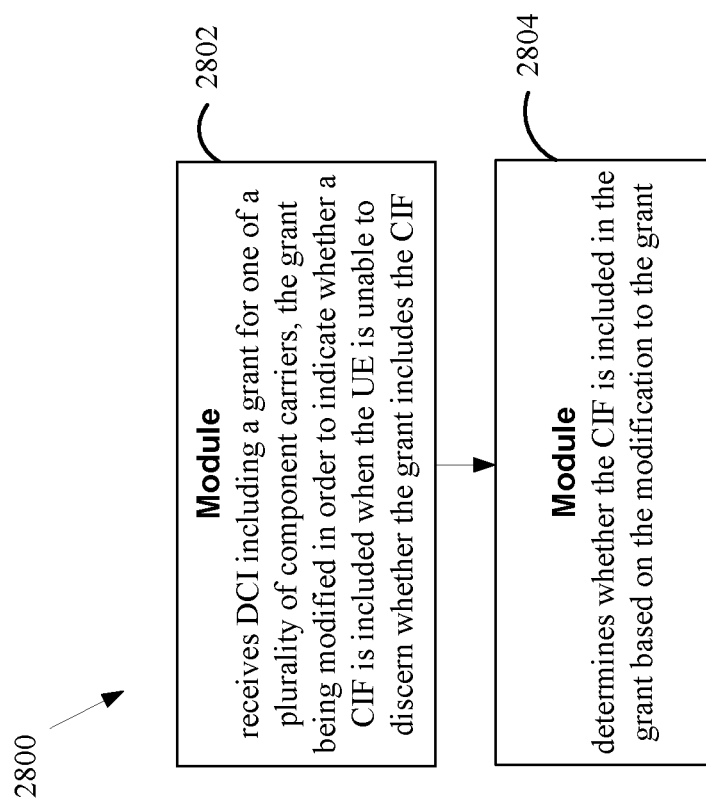 2800
2802
Module
receives DCI including a grant for one of a
plurality of component carriers, the grant
being modified in order to indicate whether a
CIF is included when the UE is unable to
discern whether the grant includes the CIF
2804
Module
determines whether the CIF is included in the
grant based on the modification to the grant